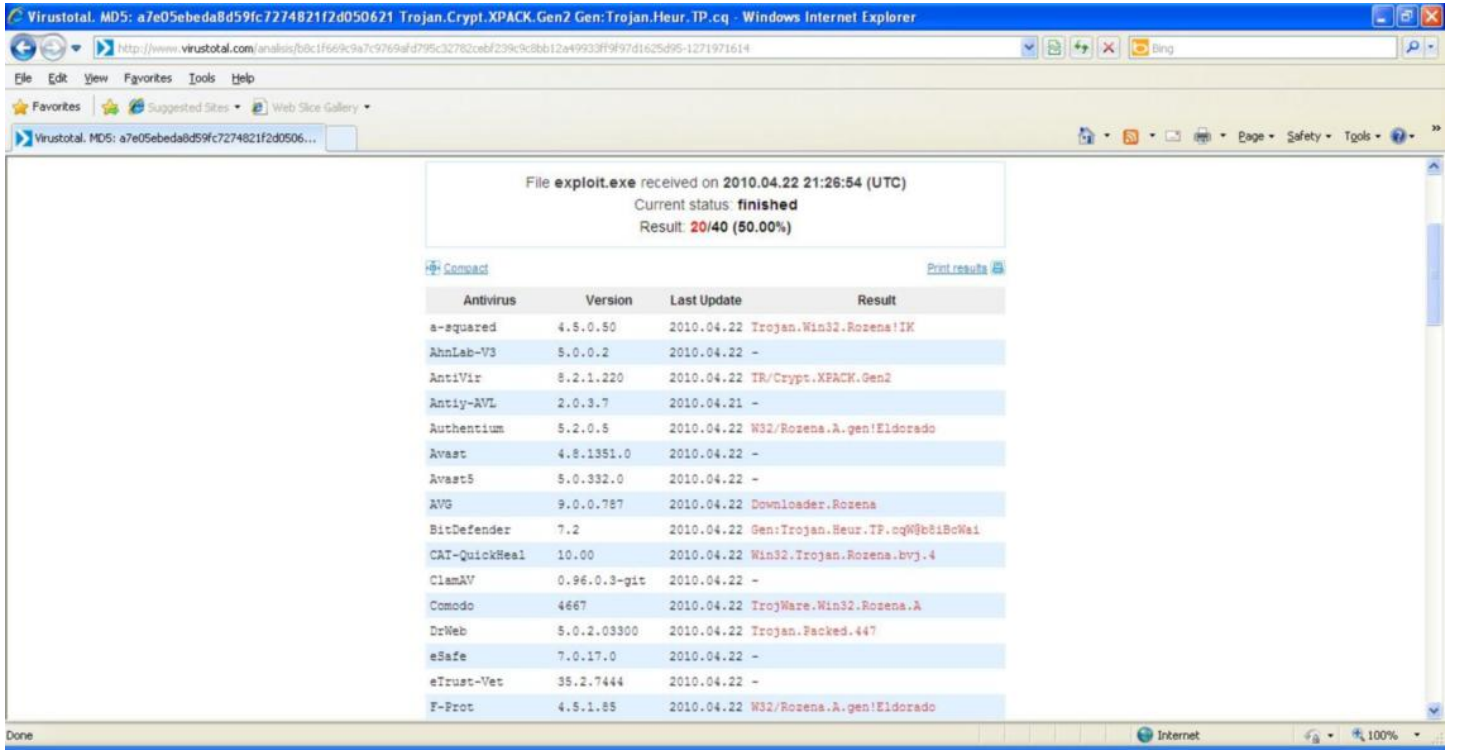 Virustotal. MD5: a7e05ebeda8d59fc7274821f2d050621 Trojan.Crypt.XPACK.Gen2 Gen:Trojan.Heur.TP.cq - Windows Internet Explorer
http://www.virustotal.com/analisis/b8c1f669c9a7c9769afd795c32782cebf239c9c8bb12a49933ff9f97d1625d95-1271971614
Bing
File Edit View Favorites Tools Help
Favorites Suggested Sites Web Slice Gallery
Virustotal. MD5: a7e05ebeda8d59fc7274821f2d0506...
Page Safety Tools »
File exploit.exe received on 2010.04.22 21:26:54 (UTC)
Current status: finished
Result: 20/40 (50.00%)
Compact Print results
Antivirus Version Last Update Result
a-squared 4.5.0.50 2010.04.22 Trojan.Win32.Rozena!IK
AhnLab-V3 5.0.0.2 2010.04.22 -
AntiVir 8.2.1.220 2010.04.22 TR/Crypt.XPACK.Gen2
Antiy-AVL 2.0.3.7 2010.04.21 -
Authentium 5.2.0.5 2010.04.22 W32/Rozena.A.gen!Eldorado
Avast 4.8.1351.0 2010.04.22 -
Avast5 5.0.332.0 2010.04.22 -
AVG 9.0.0.787 2010.04.22 Downloader.Rozena
BitDefender 7.2 2010.04.22 Gen:Trojan.Heur.TP.cqW@b8iBcWai
CAT-QuickHeal 10.00 2010.04.22 Win32.Trojan.Rozena.bvj.4
ClamAV 0.96.0.3-git 2010.04.22 -
Comodo 4667 2010.04.22 TrojWare.Win32.Rozena.A
DrWeb 5.0.2.03300 2010.04.22 Trojan.Packed.447
eSafe 7.0.17.0 2010.04.22 -
eTrust-Vet 35.2.7444 2010.04.22 -
F-Prot 4.5.1.85 2010.04.22 W32/Rozena.A.gen!Eldorado
Done Internet 100%